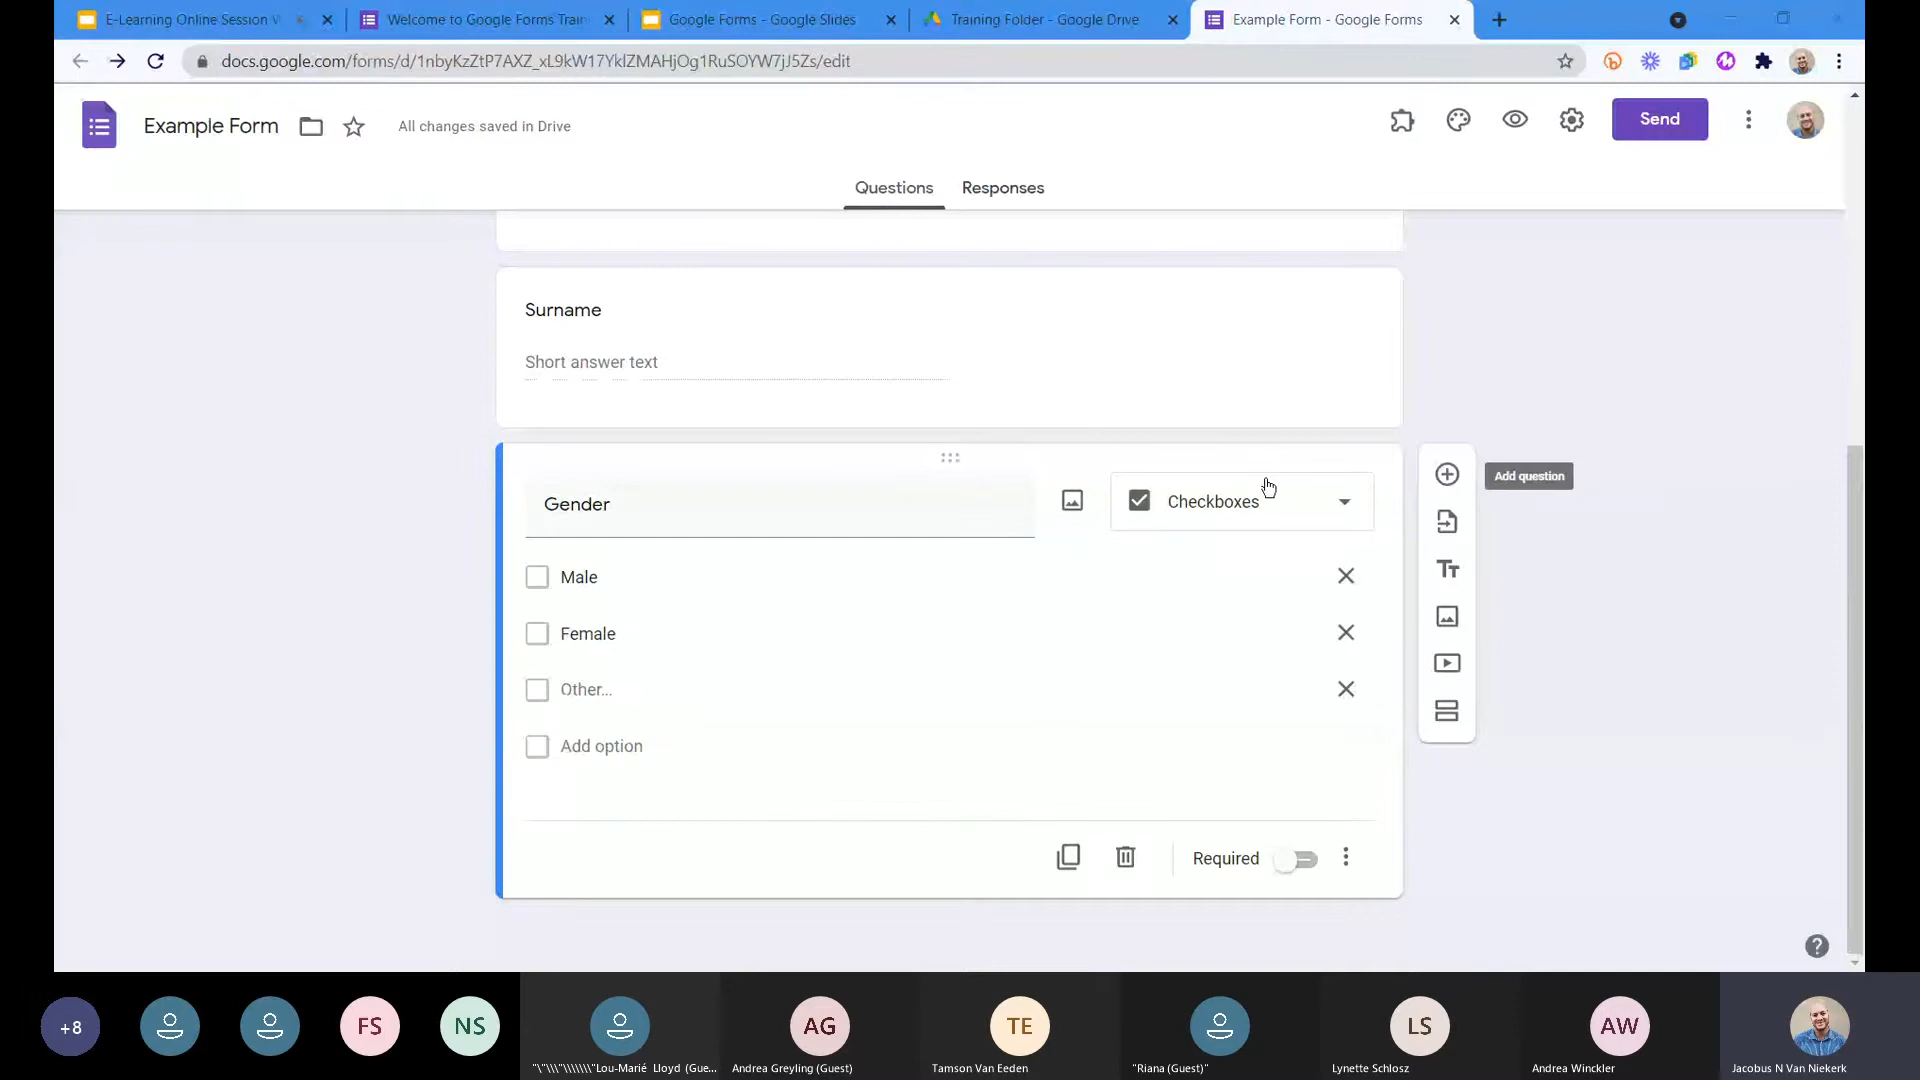 E-Learning Online Session
Welcome to Google Forms Train
Google Forms - Google Slides
Training Folder - Google Drive
Example Form - Google Forms
docs.google.com/forms/d/1nbyKzZtP7AXZ_xL9kW17YklZMAHjOg1RuSOYW7jJ5Zs/edit
Example Form
All changes saved in Drive
Send
Questions
Responses
Surname
Short answer text
Gender
Checkboxes
Add question
Male
Female
Other...
Add option
Required
+8
FS
NS
AG
TE
LS
AW
"\"\\\"\\\\\\\"Lou-Marié Lloyd (Gue...
Andrea Greyling (Guest)
Tamson Van Eeden
"Riana (Guest)"
Lynette Schlosz
Andrea Winckler
Jacobus N Van Niekerk